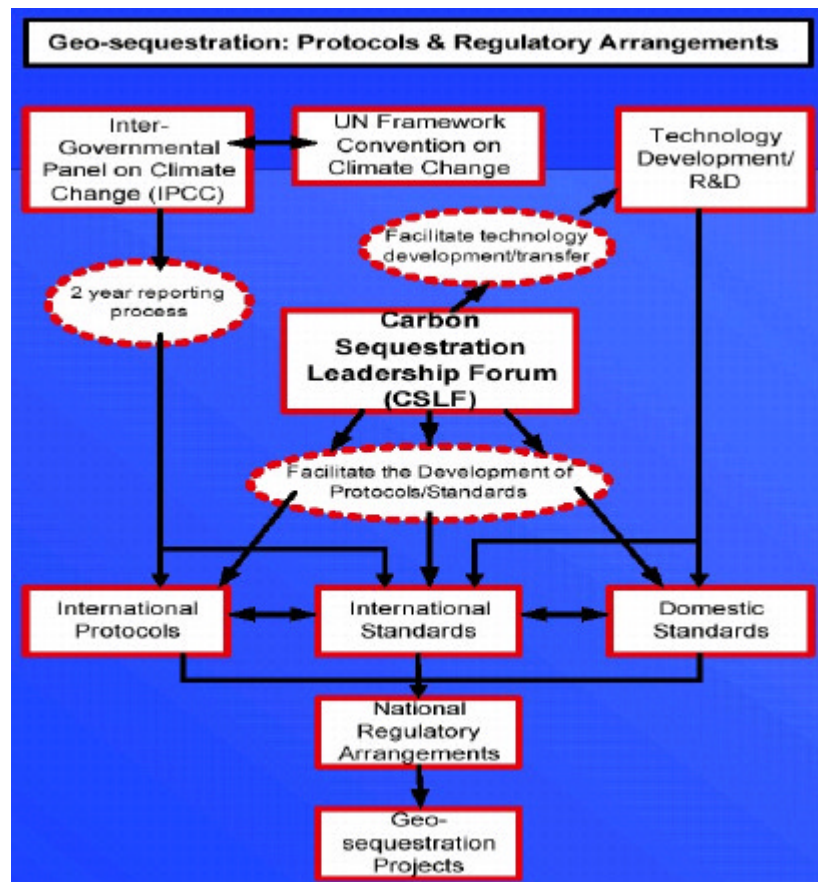 Geo-sequestration: Protocols & Regulatory Arrangements
Inter-
Governmental
Panel on Climate
Change (IPCC)
UN Framework
Convention on
Climate Change
Technology
Development/
R&D
Facilitate technology
development/transfer
2 year reporting
process
Carbon
Sequestration
Leadership Forum
(CSLF)
Facilitate the Development of
Protocols/Standards
International
Protocols
International
Standards
Domestic
Standards
National
Regulatory
Arrangements
Geo-
sequestration
Projects